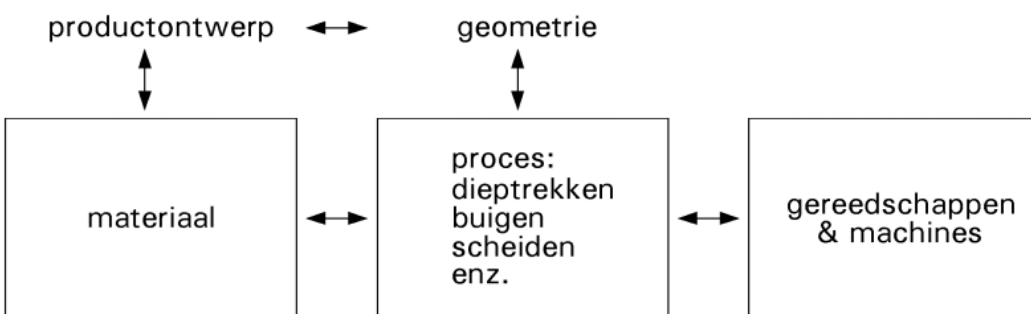 productontwerp
geometrie
materiaal
proces:
dieptrekken
buigen
scheiden
enz.
gereedschappen
& machines